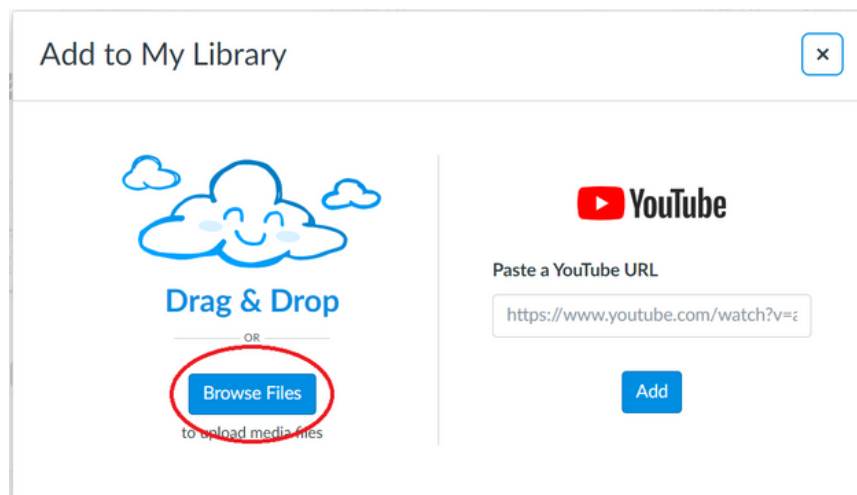 Add to My Library
×
Drag & Drop
OR
Browse Files
to upload media files
YouTube
Paste a YouTube URL
https://www.youtube.com/watch?v=a
Add